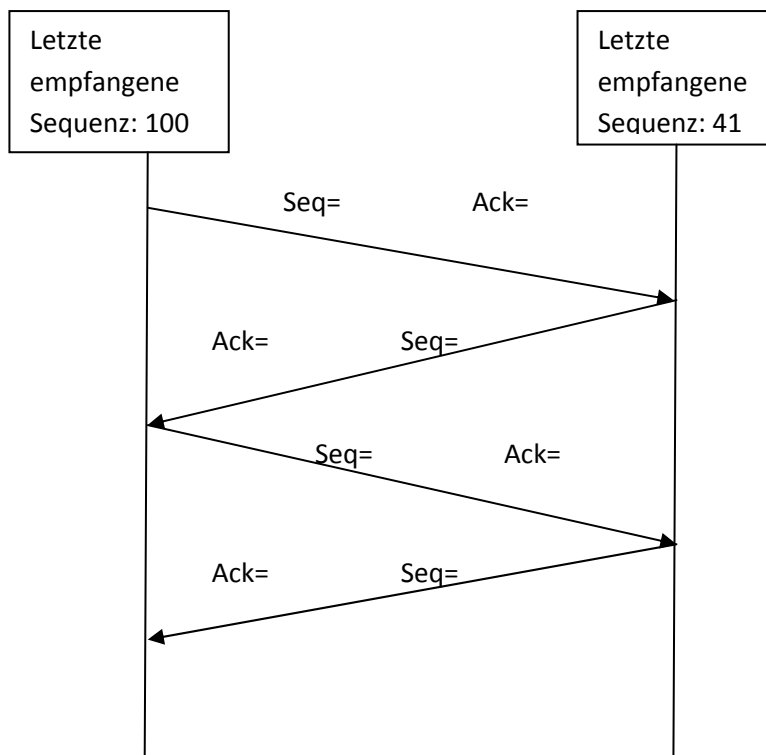 Letzte
empfangene
Sequenz: 100
Letzte
empfangene
Sequenz: 41
Seq= Ack=
Ack= Seq=
Seq= Ack=
Ack= Seq=